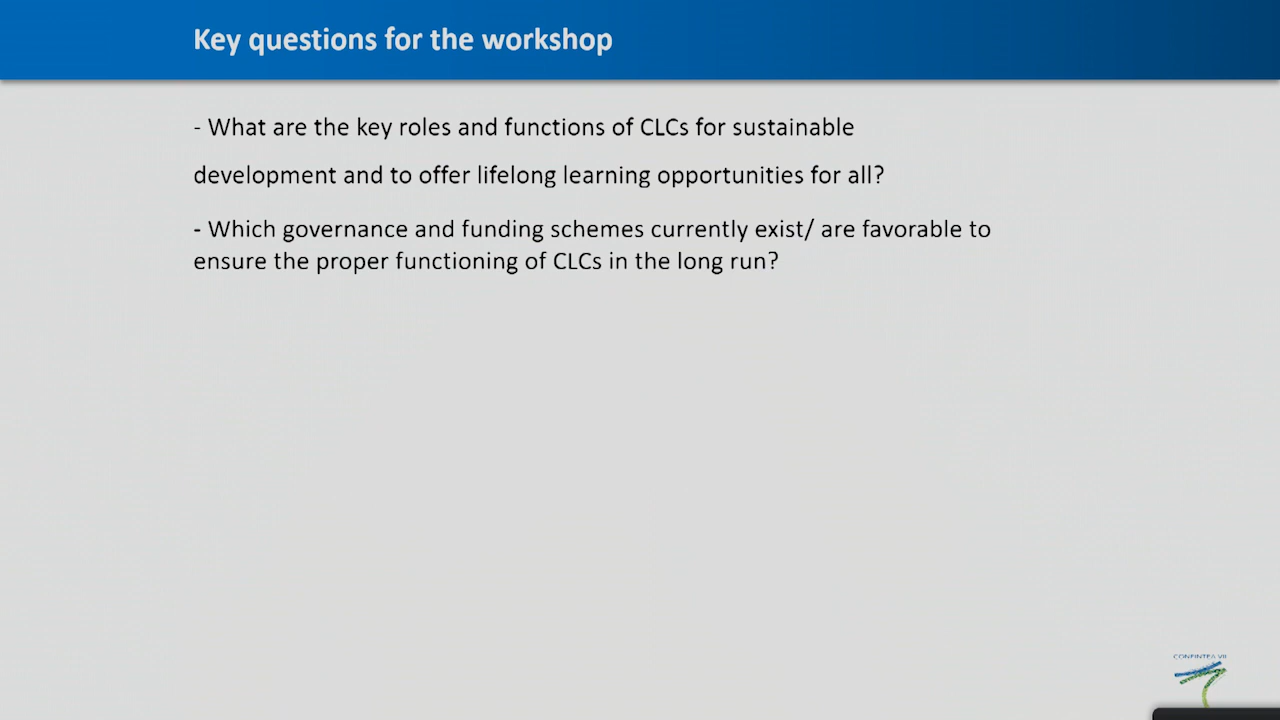 Key questions for the workshop
- What are the key roles and functions of CLCs for sustainable
development and to offer lifelong learning opportunities for all?
- Which governance and funding schemes currently exist/ are favorable to
ensure the proper functioning of CLCs in the long run?
CONFINTEA VII